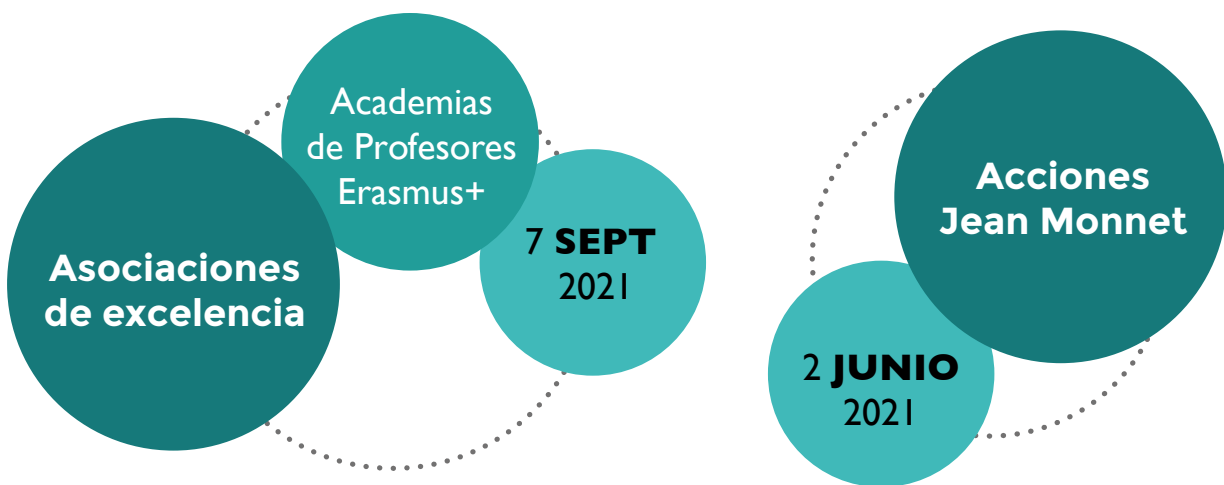 Asociaciones
de excelencia
Academias
de Profesores
Erasmus+
7 SEPT
2021
Acciones
Jean Monnet
2 JUNIO
2021